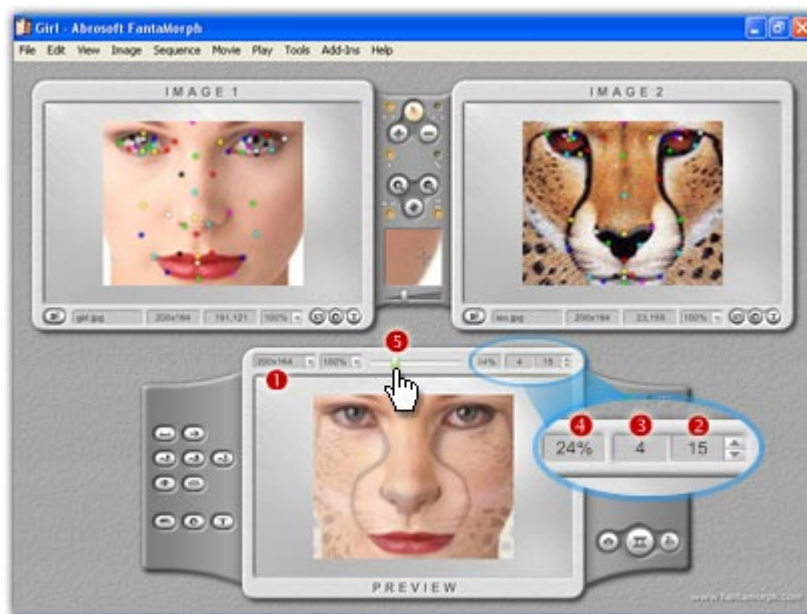 Girl - Abrosoft FantaMorph
File Edit View Image Sequence Movie Play Tools Add-Ins Help
IMAGE 1
IMAGE 2
girl.jpg 200x164 191,121 100%
200x164 100%
5
200x164 100% 24% 4 15
1
4 3 2
24% 4 15
PREVIEW
www.fantamorph.com